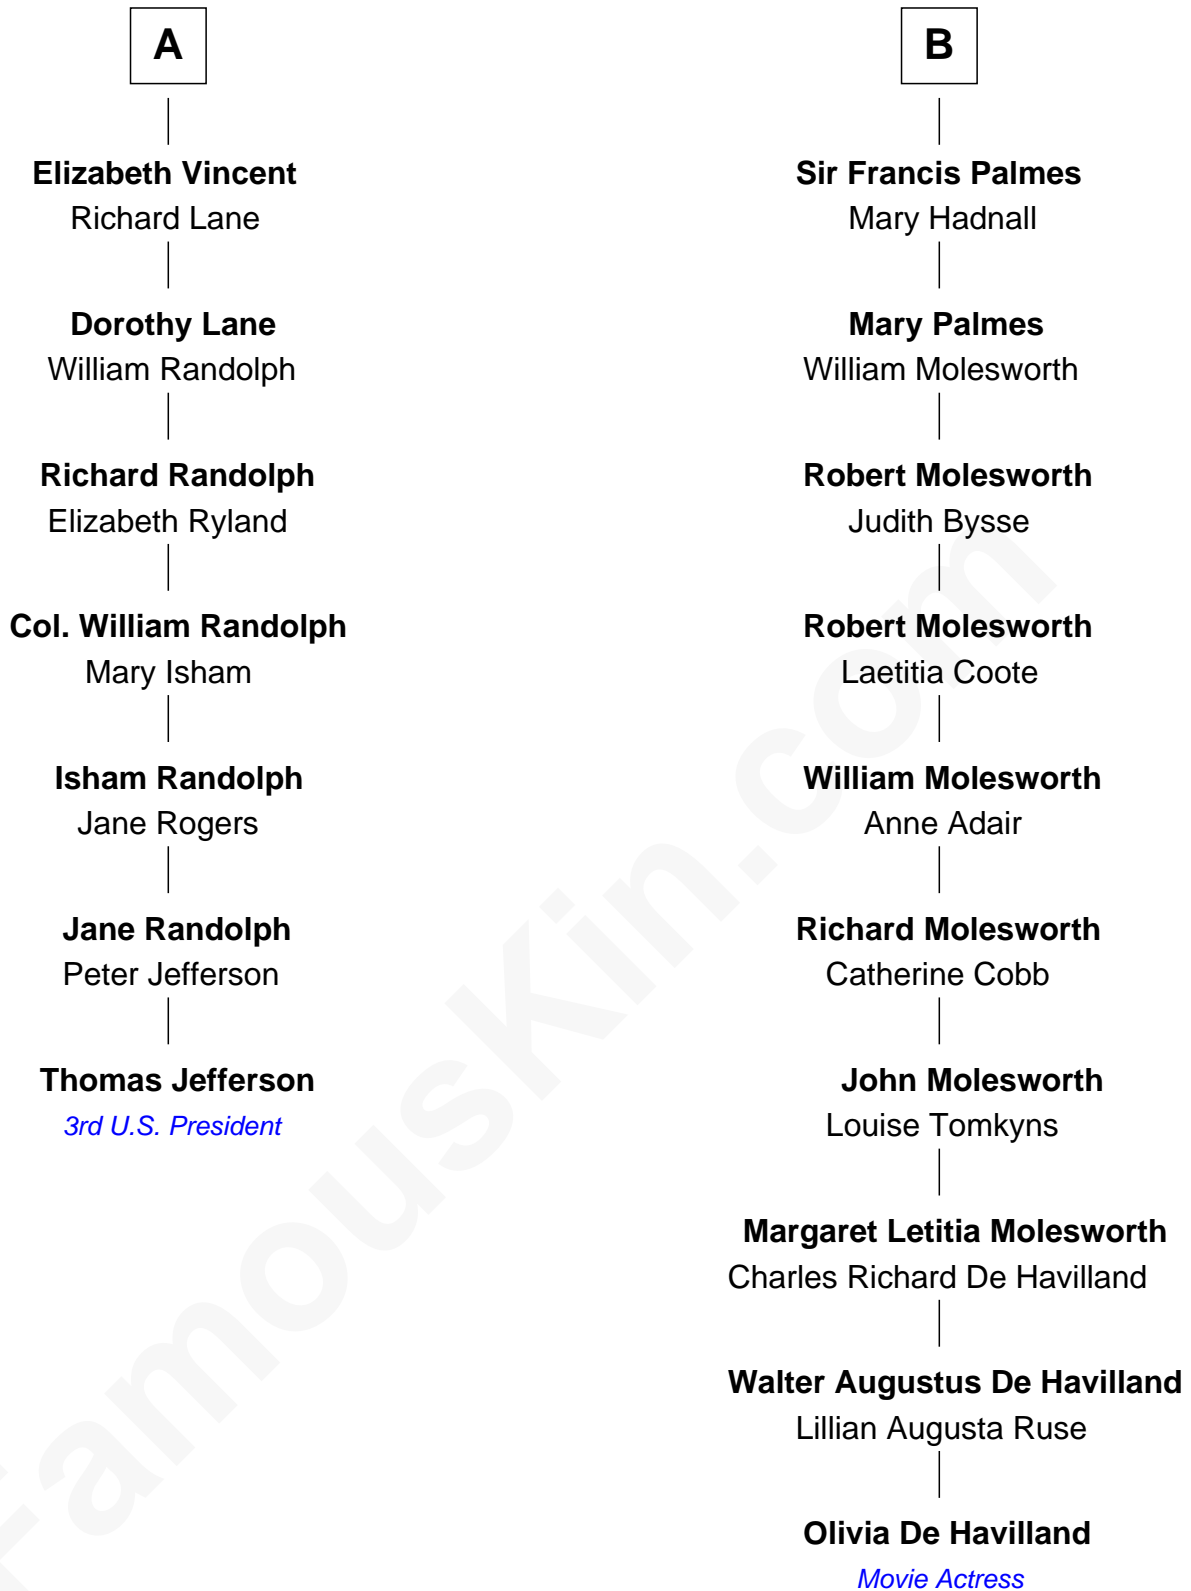 A
Elizabeth Vincent
Richard Lane
Dorothy Lane
William Randolph
Richard Randolph
Elizabeth Ryland
Col. William Randolph
Mary Isham
Isham Randolph
Jane Rogers
Jane Randolph
Peter Jefferson
Thomas Jefferson
3rd U.S. President
B
Sir Francis Palmes
Mary Hadnall
Mary Palmes
William Molesworth
Robert Molesworth
Judith Bysse
Robert Molesworth
Laetitia Coote
William Molesworth
Anne Adair
Richard Molesworth
Catherine Cobb
John Molesworth
Louise Tomkyns
Margaret Letitia Molesworth
Charles Richard De Havilland
Walter Augustus De Havilland
Lillian Augusta Ruse
Olivia De Havilland
Movie Actress
FamousKin.com